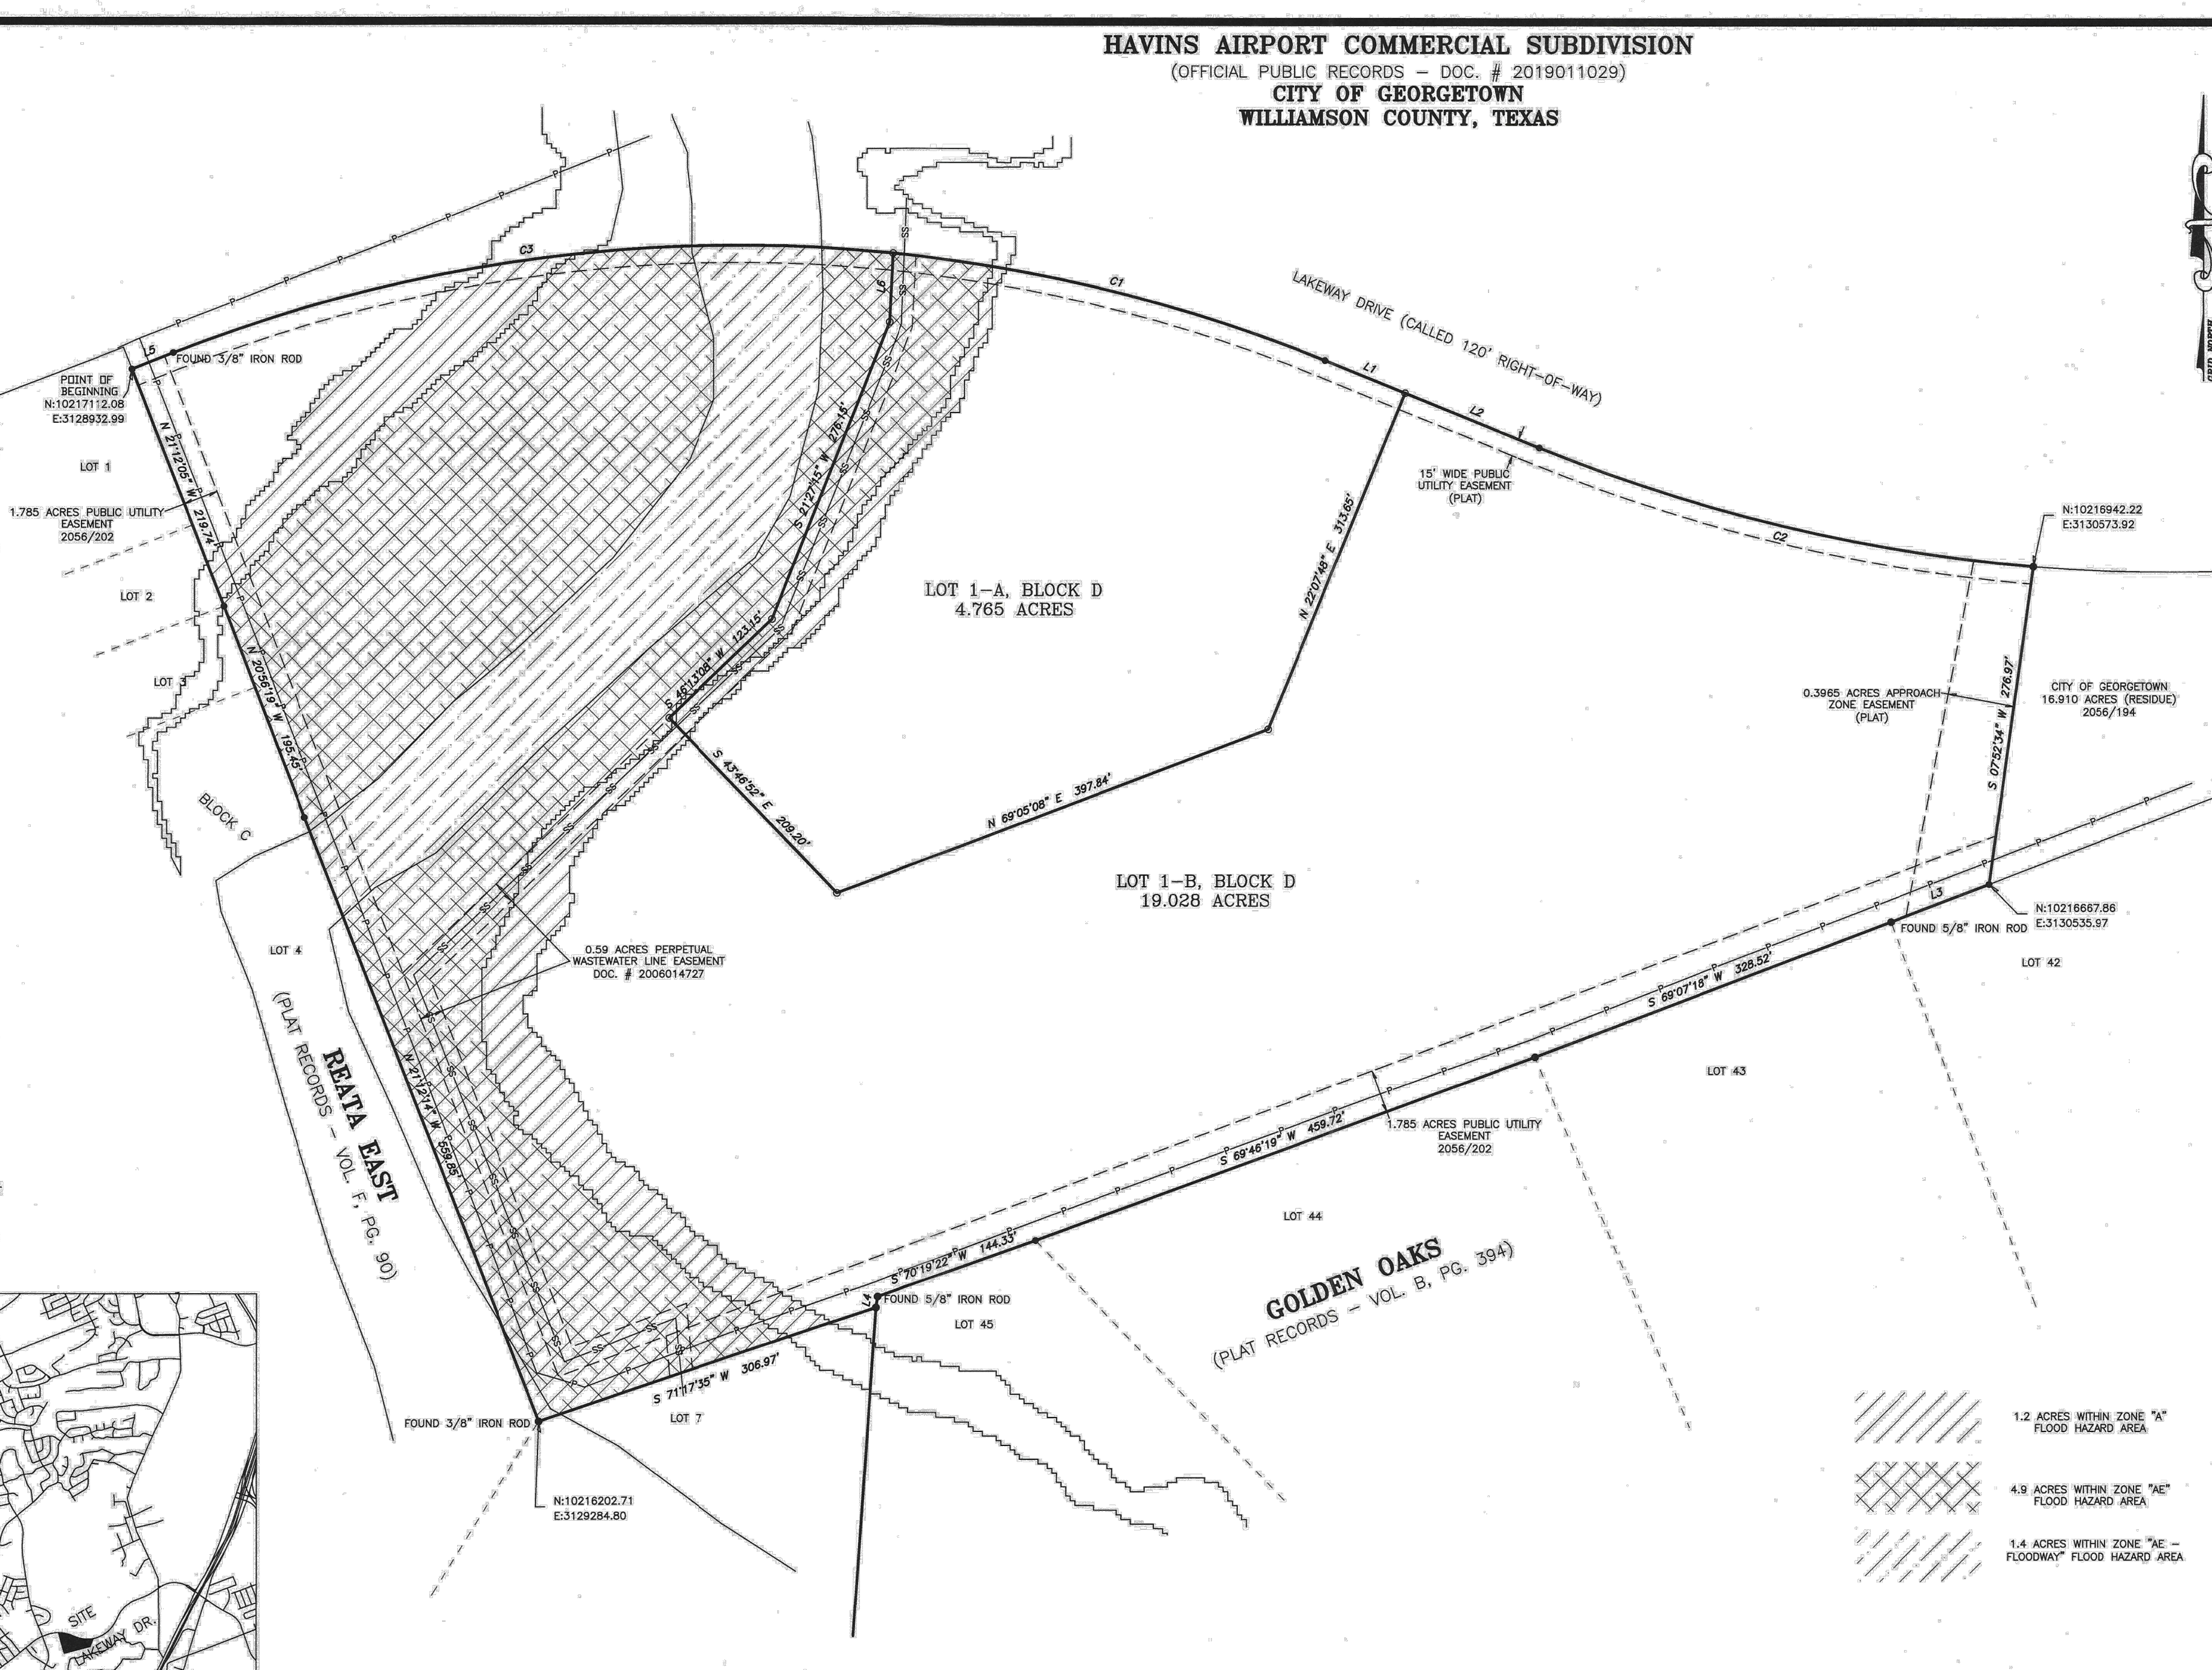 HAVINS AIRPORT COMMERCIAL SUBDIVISION
(OFFICIAL PUBLIC RECORDS – DOC. # 2019011029)
CITY OF GEORGETOWN
WILLIAMSON COUNTY, TEXAS
C3
C1
LAKEWAY DRIVE (CALLED 120' RIGHT-OF-WAY)
L6
L5
FOUND 3/8" IRON ROD
L1
L2
POINT OF
BEGINNING
N:10217112.08
E:3128932.99
N 21°12'05" W 219.74'
LOT 1
1.785 ACRES PUBLIC UTILITY
EASEMENT
2056/202
S 21°27'15" W 276.15'
15' WIDE PUBLIC
UTILITY EASEMENT
(PLAT)
N 22°07'48" E 313.65'
C2
N:10216942.22
E:3130573.92
LOT 2
LOT 1-A, BLOCK D
4.765 ACRES
LOT 3
N 20°56'19" W 195.45'
S 46°13'08" W 123.15'
S 43°46'52" E 209.20'
N 69°05'08" E 397.84'
0.3965 ACRES APPROACH
ZONE EASEMENT
(PLAT)
S 07°52'34" W 276.97'
CITY OF GEORGETOWN
16.910 ACRES (RESIDUE)
2056/194
BLOCK C
LOT 1-B, BLOCK D
19.028 ACRES
L3
N:10216667.86
E:3130535.97
FOUND 5/8" IRON ROD
LOT 42
LOT 4
0.59 ACRES PERPETUAL
WASTEWATER LINE EASEMENT
DOC. # 2006014727
S 69°07'18" W 328.52'
REATA EAST
(PLAT RECORDS – VOL. F, PG. 90)
N 21°12'14" W 559.85'
LOT 43
1.785 ACRES PUBLIC UTILITY
EASEMENT
2056/202
S 69°46'19" W 459.72'
LOT 44
S 70°19'22" W 144.33'
GOLDEN OAKS
(PLAT RECORDS – VOL. B, PG. 394)
L4
FOUND 5/8" IRON ROD
LOT 45
S 71°17'35" W 306.97'
LOT 7
FOUND 3/8" IRON ROD
N:10216202.71
E:3129284.80
1.2 ACRES WITHIN ZONE "A"
FLOOD HAZARD AREA
4.9 ACRES WITHIN ZONE "AE"
FLOOD HAZARD AREA
1.4 ACRES WITHIN ZONE "AE –
FLOODWAY" FLOOD HAZARD AREA
SITE
LAKEWAY DR.